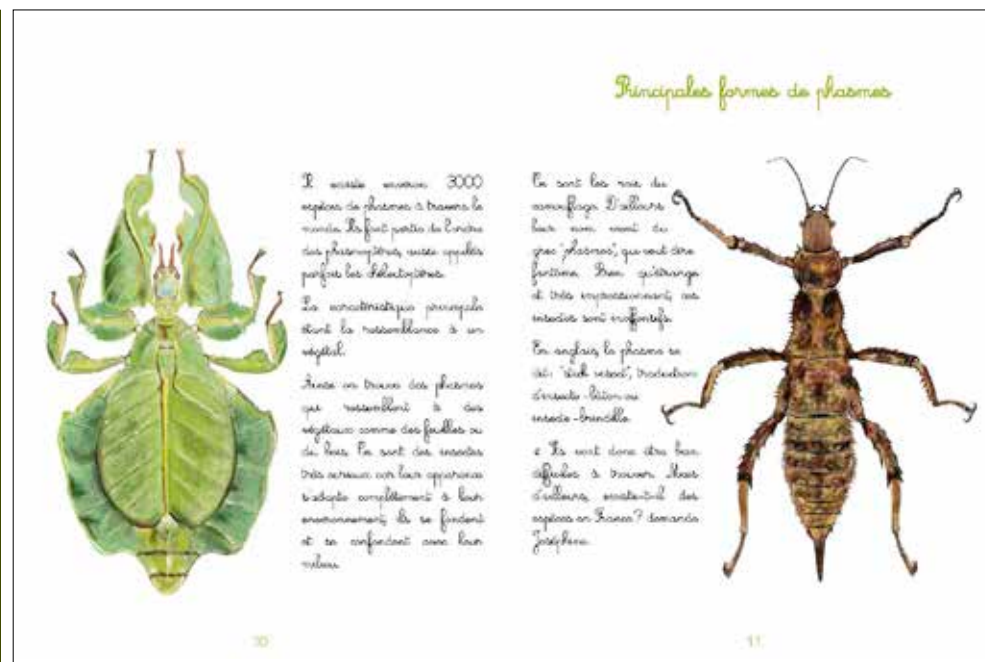 Principales formes de phasmes
Il existe environ 3000
espèces de phasmes à travers le
monde. Ils font partie de l'ordre
des phasmoptères, aussi appelés
parfois les chéleutoptères.
La caractéristique principale
étant la ressemblance à un
végétal.
Ainsi on trouve des phasmes
qui ressemblent à des
végétaux comme des feuilles ou
du bois. Ce sont des insectes
très curieux car leur apparence
s'adapte complètement à leur
environnement, ils se fondent
et se confondent avec leur
milieu.
10
Ce sont les rois du
camouflage. D'ailleurs
leur nom vient du
grec "phasmes", qui veut dire
fantôme. Bien qu'étrange
et très impressionnant, ces
insectes sont inoffensifs.
En anglais, le phasme se
dit : "stick insect", traduction
d'insecte-bâton ou
insecte-brindille.
« Ils sont donc être bien
difficiles à trouver. Mais
d'ailleurs, existe-t-il des
espèces en France ? demanda
Joséphine.
11